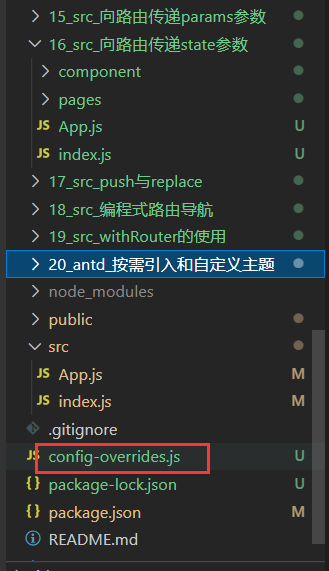 15_src_向路由传递params参数
16_src_向路由传递state参数
component
pages
JS App.js U
JS index.js U
17_src_push与replace
18_src_编程式路由导航
19_src_withRouter的使用
20_antd_按需引入和自定义主题
node_modules
public
src
JS App.js M
JS index.js M
.gitignore
JS config-overrides.js U
{} package-lock.json U
{} package.json M
README.md